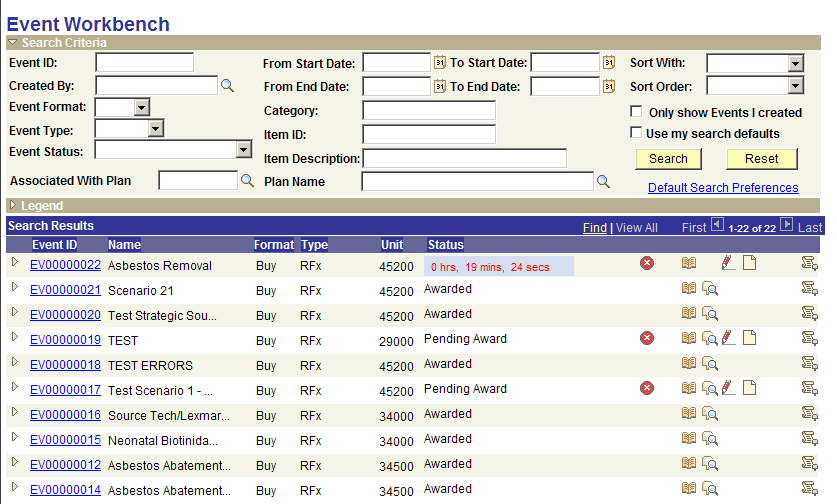 Event Workbench
Search Criteria
Event ID: From Start Date: 31 To Start Date: 31 Sort With:
Created By: From End Date: 31 To End Date: 31 Sort Order:
Event Format: Category: Only show Events I created
Event Type: Item ID: Use my search defaults
Event Status: Item Description: Search Reset
Associated With Plan Plan Name Default Search Preferences
Legend
Search Results Find | View All First 1-22 of 22 Last
Event ID Name Format Type Unit Status
EV00000022 Asbestos Removal Buy RFx 45200 0 hrs, 19 mins, 24 secs
EV00000021 Scenario 21 Buy RFx 45200 Awarded
EV00000020 Test Strategic Sou... Buy RFx 45200 Awarded
EV00000019 TEST Buy RFx 29000 Pending Award
EV00000018 TEST ERRORS Buy RFx 45200 Awarded
EV00000017 Test Scenario 1 - ... Buy RFx 45200 Pending Award
EV00000016 Source Tech/Lexmar... Buy RFx 34000 Awarded
EV00000015 Neonatal Biotinida... Buy RFx 34000 Awarded
EV00000012 Asbestos Abatement... Buy RFx 34500 Awarded
EV00000014 Asbestos Abatement... Buy RFx 34500 Awarded